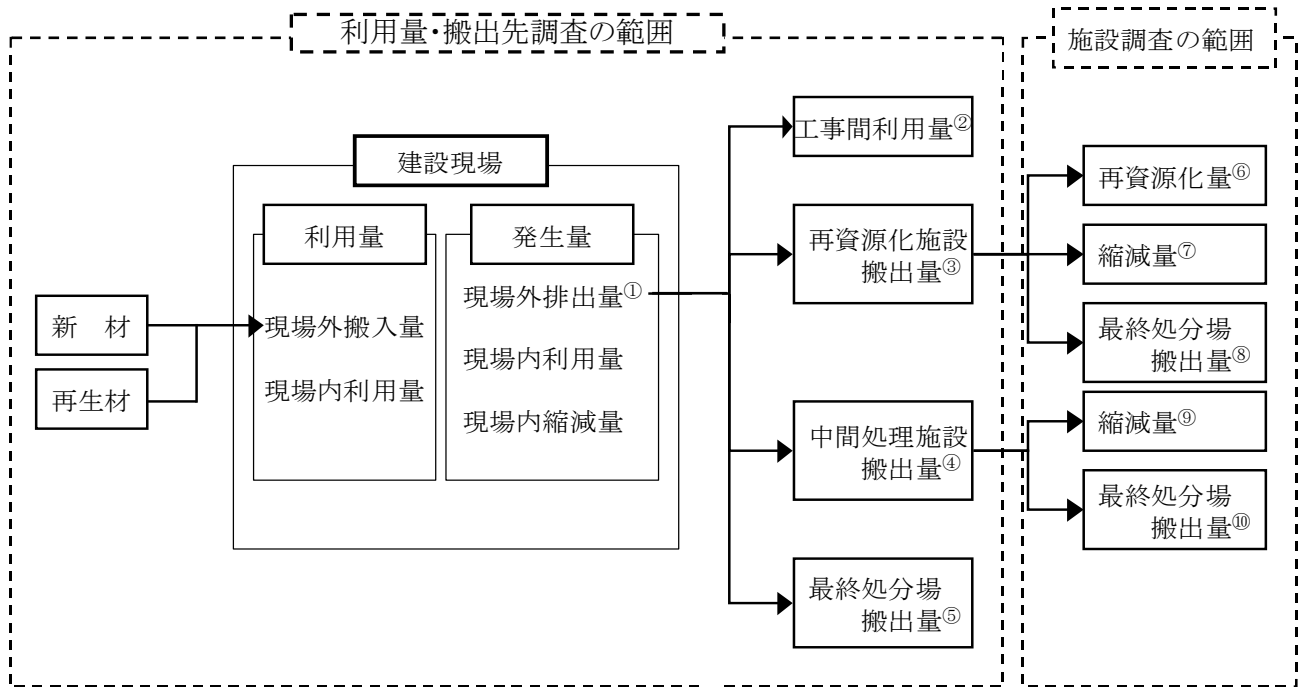 利用量・搬出先調査の範囲
施設調査の範囲
建設現場
利用量
発生量
新　材
再生材
現場外搬入量
現場内利用量
現場外排出量①
現場内利用量
現場内縮減量
工事間利用量②
再資源化施設
搬出量③
中間処理施設
搬出量④
最終処分場
搬出量⑤
再資源化量⑥
縮減量⑦
最終処分場
搬出量⑧
縮減量⑨
最終処分場
搬出量⑩